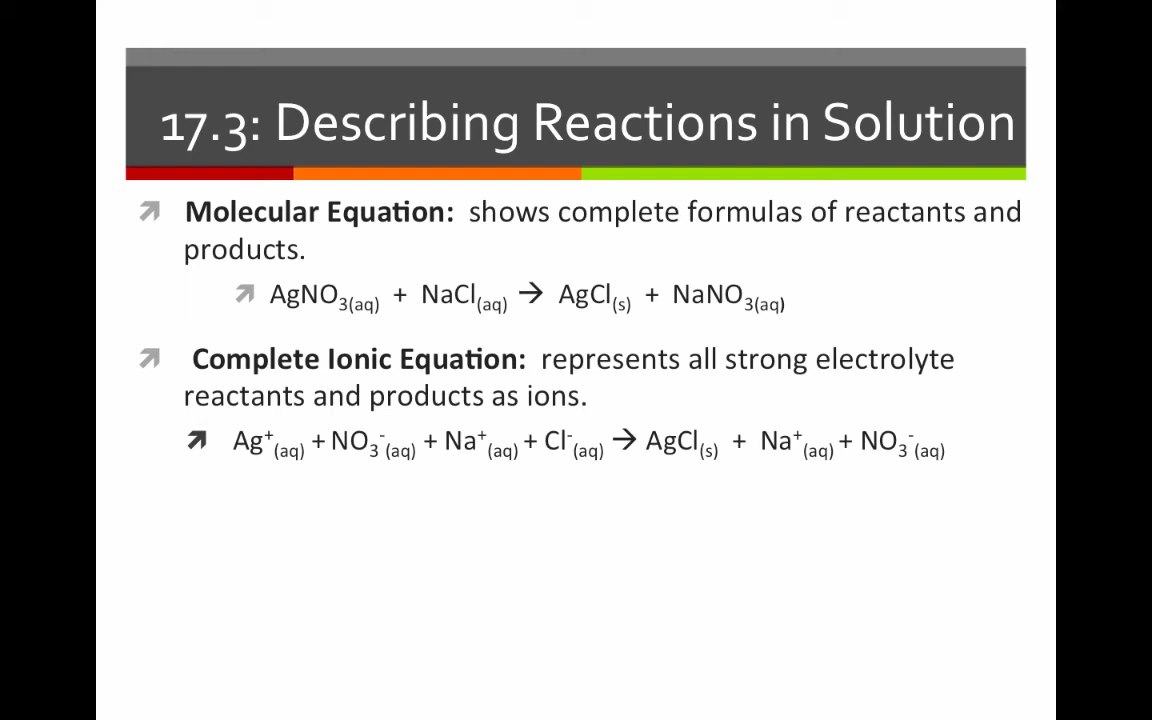 17.3: Describing Reactions in Solution
Molecular Equation: shows complete formulas of reactants and
products.
AgNO₃(aq) + NaCl(aq) → AgCl(s) + NaNO₃(aq)
Complete Ionic Equation: represents all strong electrolyte
reactants and products as ions.
Ag⁺(aq) + NO₃⁻(aq) + Na⁺(aq) + Cl⁻(aq) → AgCl(s) + Na⁺(aq) + NO₃⁻(aq)